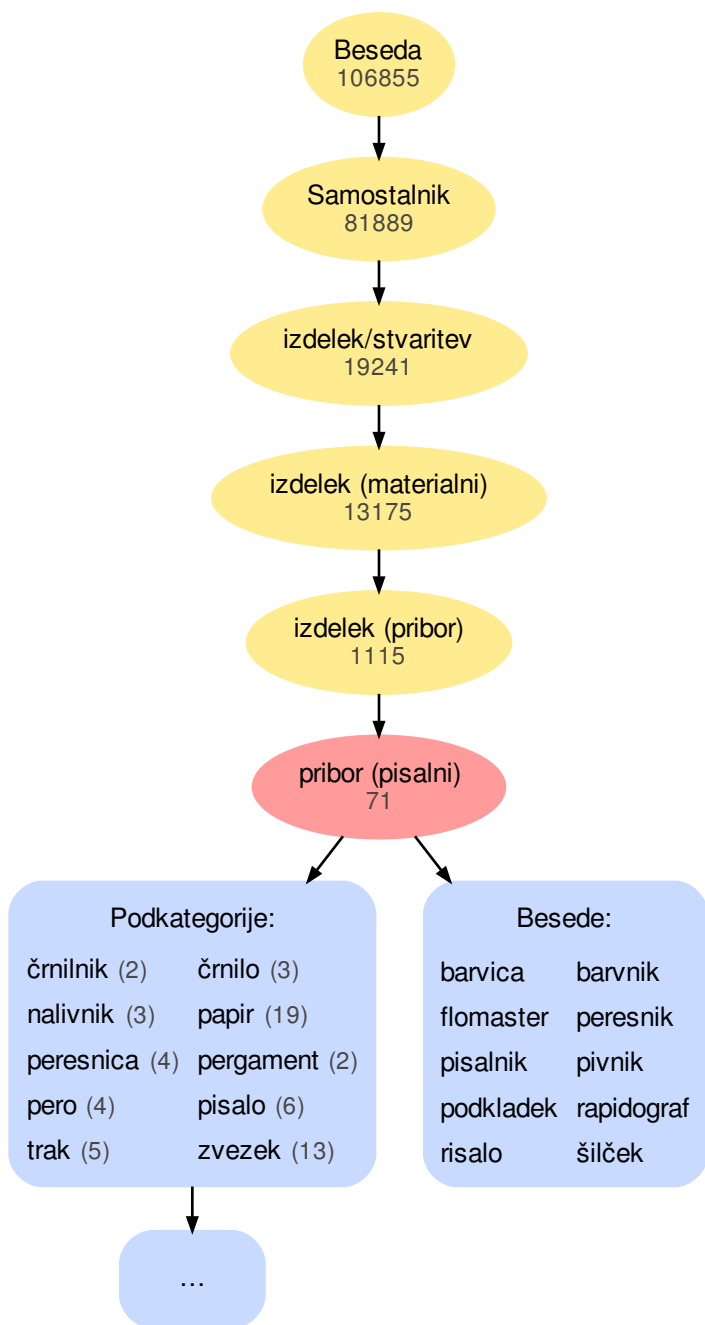 Beseda
106855
Samostalnik
81889
izdelek/stvaritev
19241
izdelek (materialni)
13175
izdelek (pribor)
1115
pribor (pisalni)
71
Podkategorije:
črnilnik (2) črnilo (3)
nalivnik (3) papir (19)
peresnica (4) pergament (2)
pero (4) pisalo (6)
trak (5) zvezek (13)
Besede:
barvica barvnik
flomaster peresnik
pisalnik pivnik
podkladek rapidograf
risalo šilček
...